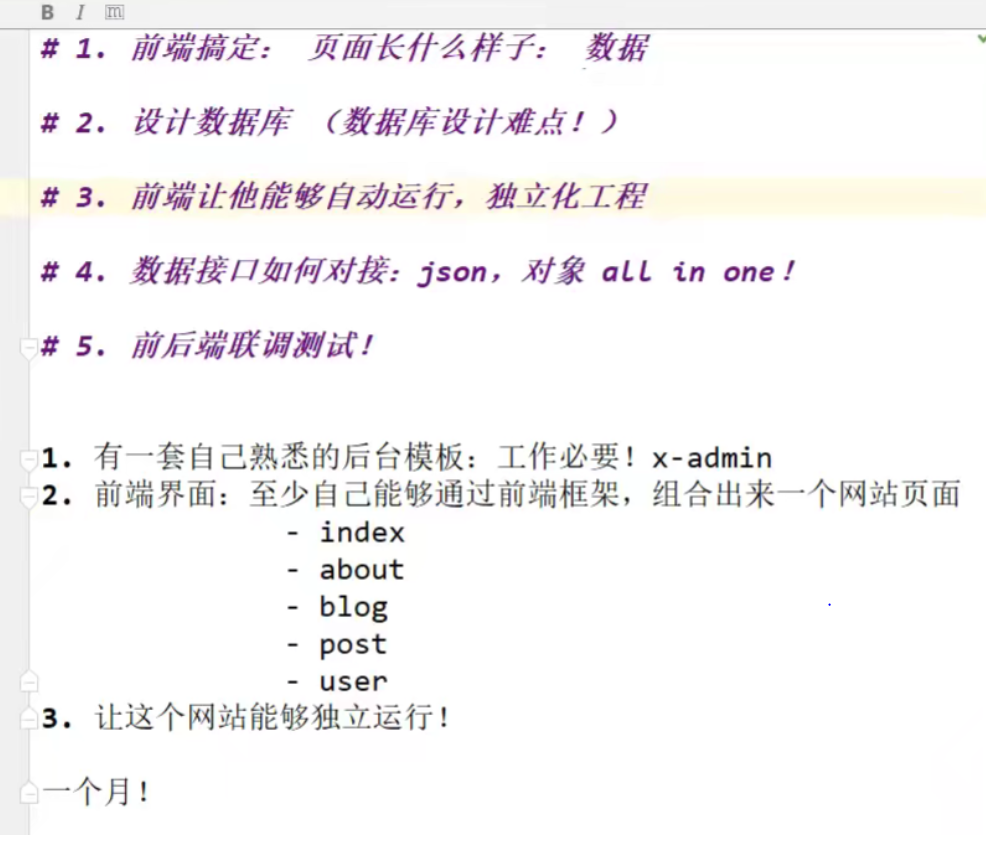 B I m
# 1. 前端搞定: 页面长什么样子: 数据
# 2. 设计数据库 （数据库设计难点!）
# 3. 前端让他能够自动运行，独立化工程
# 4. 数据接口如何对接: json，对象 all in one!
# 5. 前后端联调测试!
1. 有一套自己熟悉的后台模板: 工作必要! x-admin
2. 前端界面: 至少自己能够通过前端框架，组合出来一个网站页面
- index
- about
- blog
- post
- user
3. 让这个网站能够独立运行!
一个月!